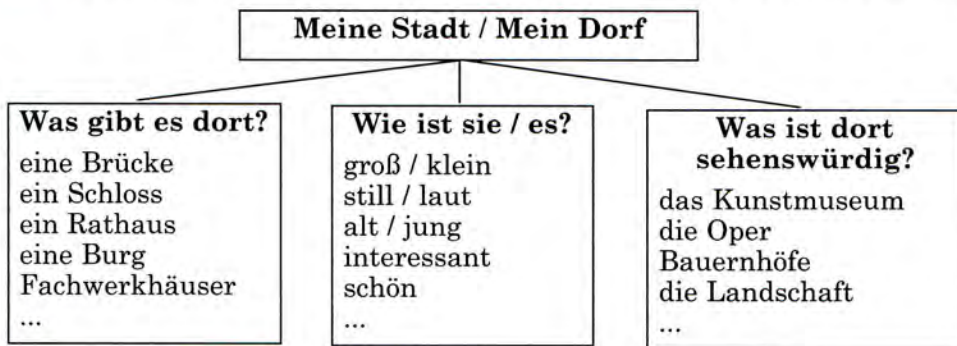 Meine Stadt / Mein Dorf
Was gibt es dort?
eine Brücke
ein Schloss
ein Rathaus
eine Burg
Fachwerkhäuser
...
Wie ist sie / es?
groß / klein
still / laut
alt / jung
interessant
schön
...
Was ist dort
sehenswürdig?
das Kunstmuseum
die Oper
Bauernhöfe
die Landschaft
...